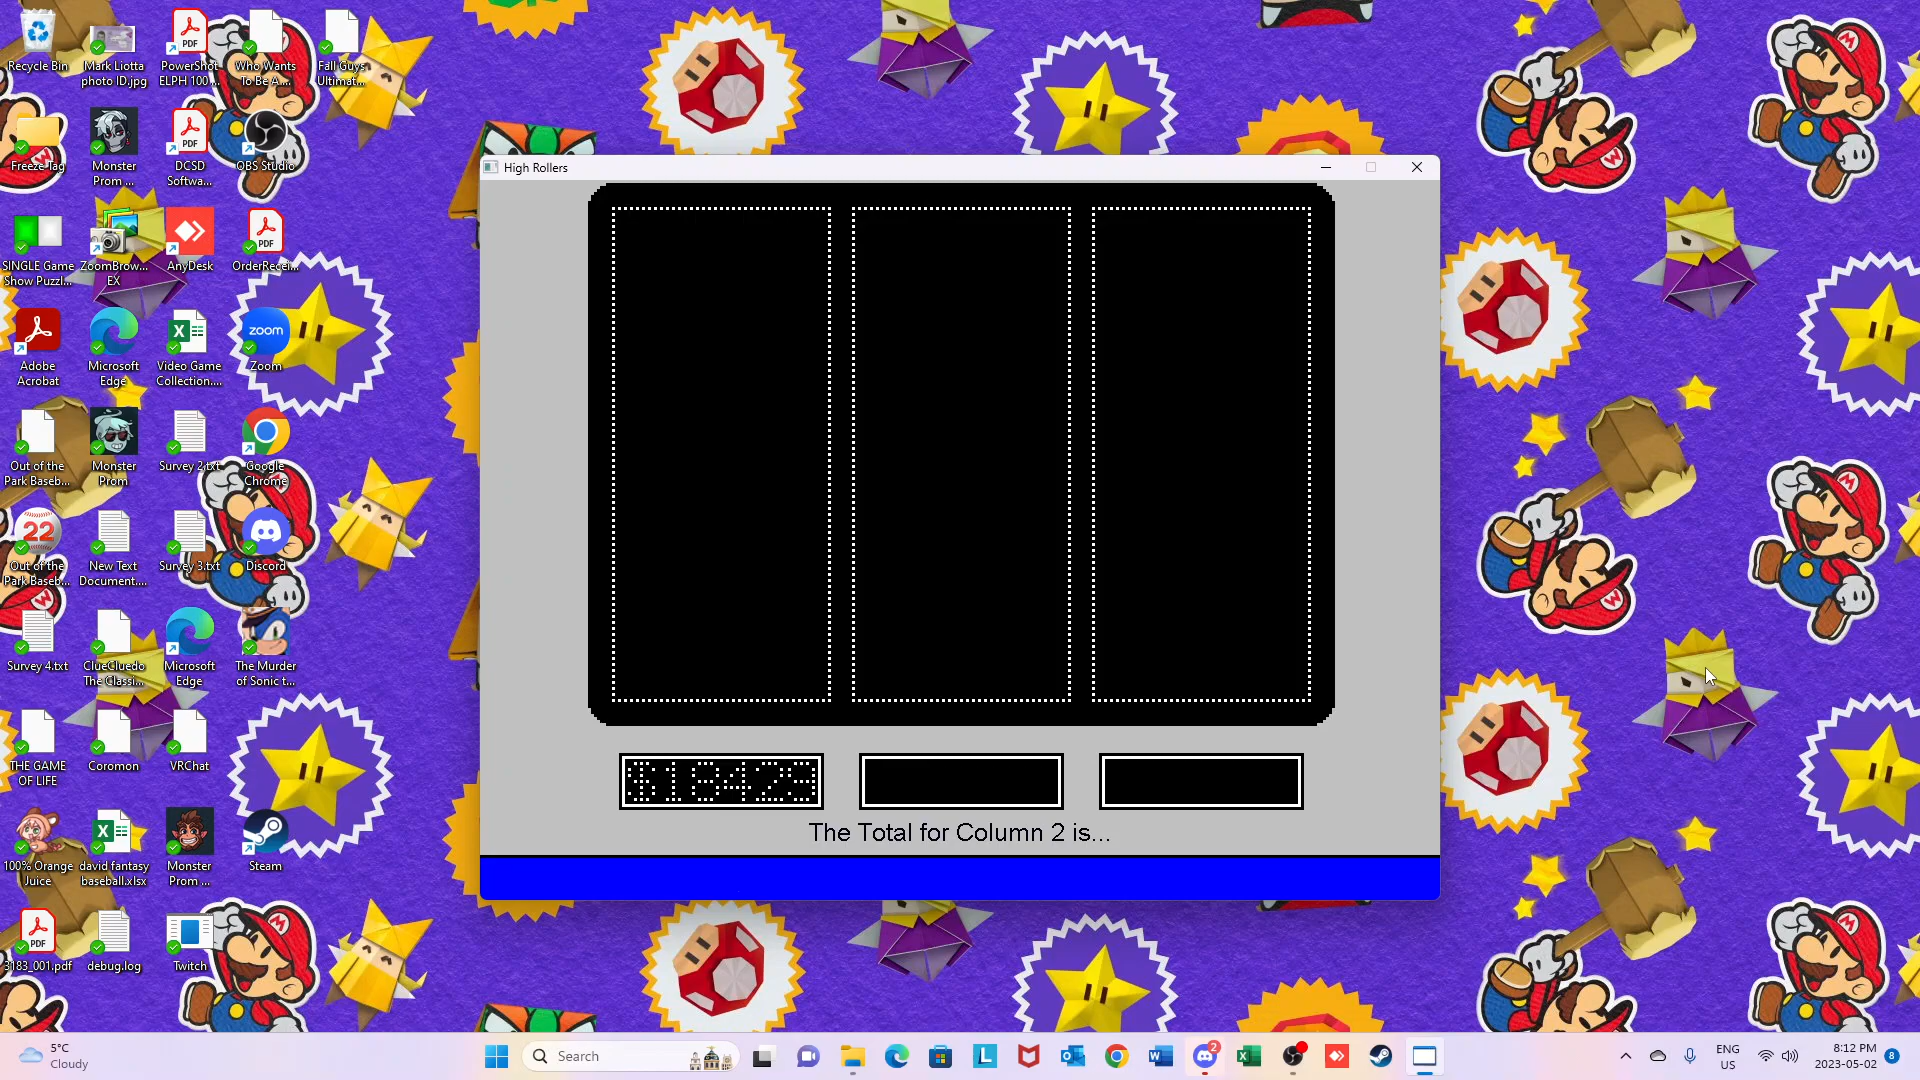 Recycle Bin
Mark Liotta
photo ID.jpg
PowerShot
ELPH 100 ...
Who Wants
To Be A ...
Fall Guys
Ultimat...
Freeze Tag
Monster
Prom ...
DCSD
Softwa...
OBS Studio
SINGLE Game
Show Puzzl...
ZoomBrow...
EX
AnyDesk
OrderRecei...
Adobe
Acrobat
Microsoft
Edge
Video Game
Collection....
zoom
Zoom
Out of the
Park Baseb...
Monster
Prom
Survey 2.txt
Google
Chrome
22
Out of the
Park Baseb...
New Text
Document....
Survey 3.txt
Discord
Survey 4.txt
ClueCluedo
The Classi...
Microsoft
Edge
The Murder
of Sonic t...
THE GAME
OF LIFE
Coromon
VRChat
100% Orange
Juice
david fantasy
baseball.xlsx
Monster
Prom ...
Steam
3183_001.pdf
debug.log
Twitch
High Rollers
$18429
The Total for Column 2 is...
5°C
Cloudy
Search
2
ENG
US
8:12 PM
2023-05-02
8